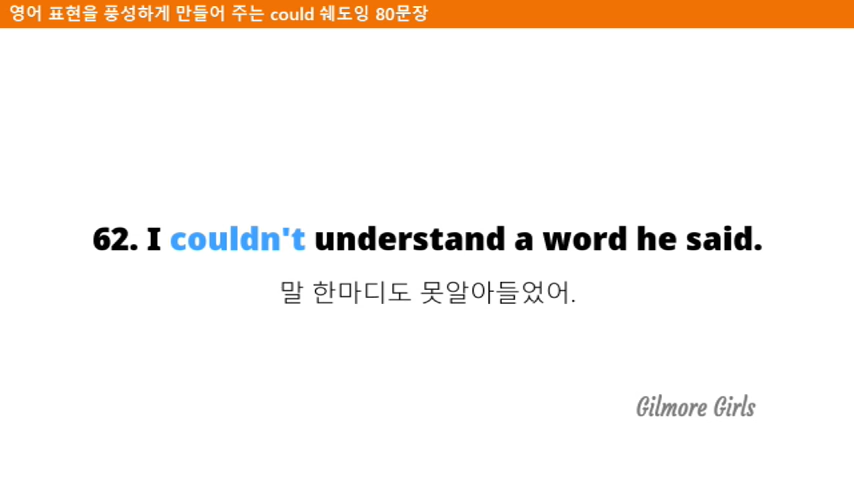 영어 표현을 풍성하게 만들어 주는 could 쉐도잉 80문장
62. I couldn't understand a word he said.
말 한마디도 못알아들었어.
Gilmore Girls